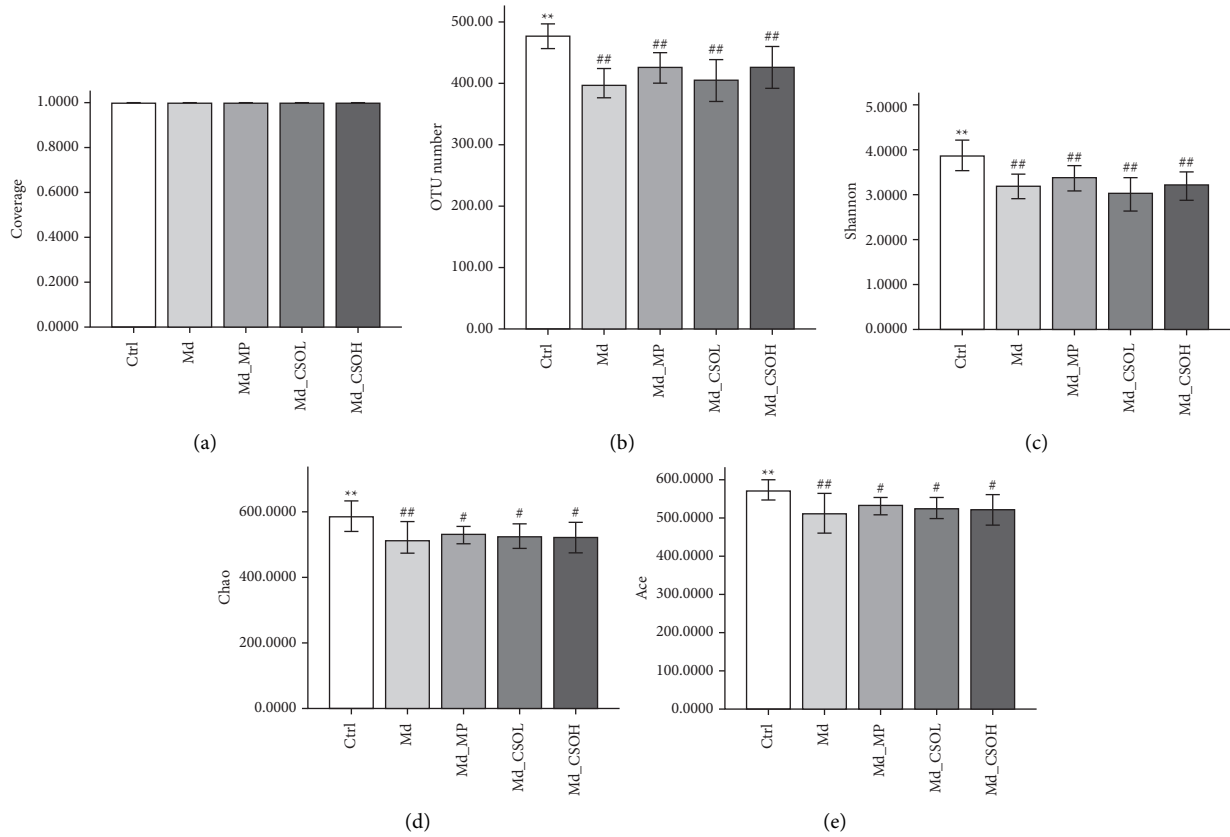 Coverage
1.0000
0.8000
0.6000
0.4000
0.2000
0.0000
Ctrl
Md
Md_MP
Md_CSOL
Md_CSOH
(a)
OTU number
500.00
400.00
300.00
200.00
100.00
0.00
**
##
##
##
##
Ctrl
Md
Md_MP
Md_CSOL
Md_CSOH
(b)
Shannon
5.0000
4.0000
3.0000
2.0000
1.0000
0.0000
**
##
##
##
##
Ctrl
Md
Md_MP
Md_CSOL
Md_CSOH
(c)
Chao
600.0000
400.0000
200.0000
0.0000
**
##
#
#
#
Ctrl
Md
Md_MP
Md_CSOL
Md_CSOH
(d)
Ace
600.0000
500.0000
400.0000
300.0000
200.0000
100.0000
0.0000
**
##
#
#
#
Ctrl
Md
Md_MP
Md_CSOL
Md_CSOH
(e)